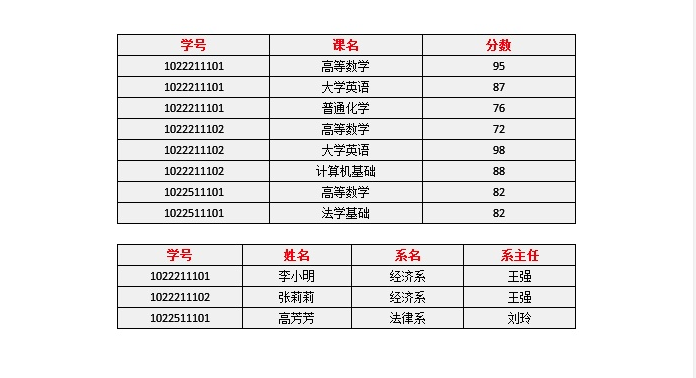 学号 课名 分数
1022211101 高等数学 95
1022211101 大学英语 87
1022211101 普通化学 76
1022211102 高等数学 72
1022211102 大学英语 98
1022211102 计算机基础 88
1022511101 高等数学 82
1022511101 法学基础 82
学号 姓名 系名 系主任
1022211101 李小明 经济系 王强
1022211102 张莉莉 经济系 王强
1022511101 高芳芳 法律系 刘玲